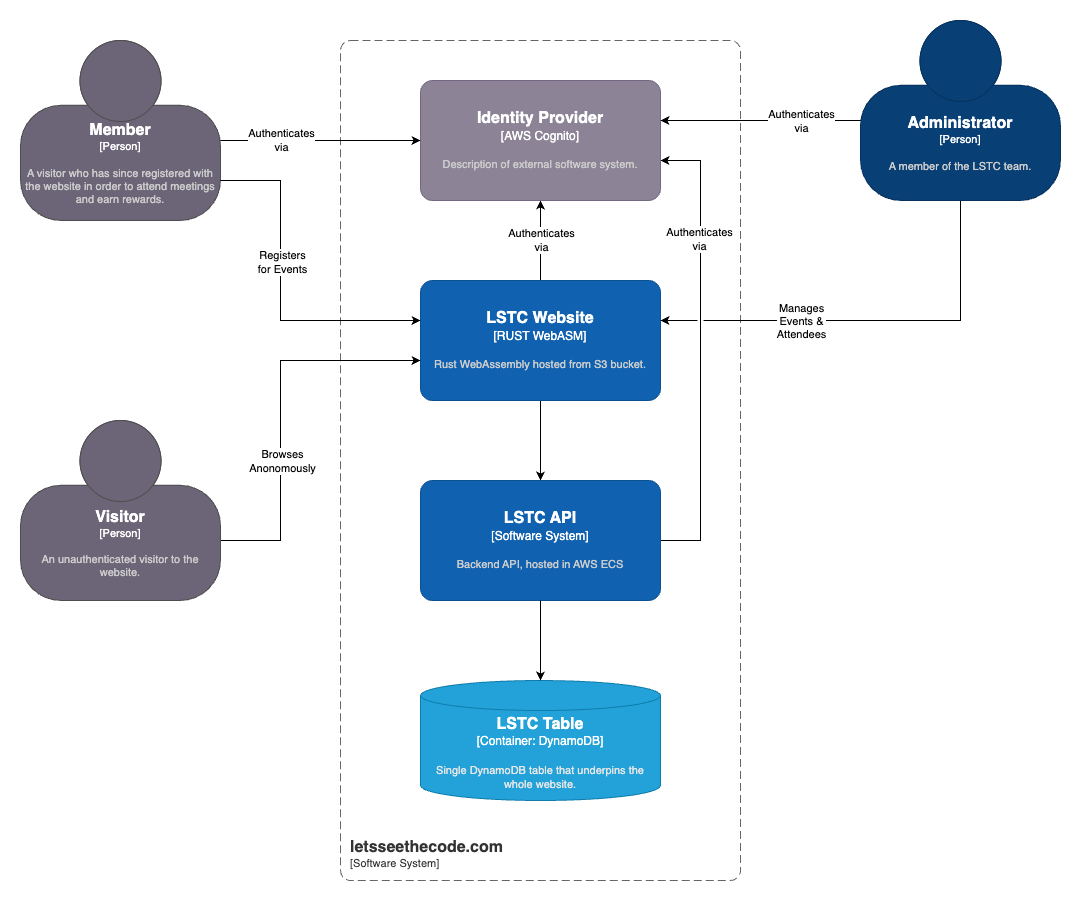 Member
[Person]
A visitor who has since registered with
the website in order to attend meetings
and earn rewards.
Authenticates
via
Identity Provider
[AWS Cognito]
Description of external software system.
Authenticates
via
Administrator
[Person]
A member of the LSTC team.
Registers
for Events
Authenticates
via
Authenticates
via
LSTC Website
[RUST WebASM]
Rust WebAssembly hosted from S3 bucket.
Manages
Events &
Attendees
Browses
Anonomously
Visitor
[Person]
An unauthenticated visitor to the
website.
LSTC API
[Software System]
Backend API, hosted in AWS ECS
LSTC Table
[Container: DynamoDB]
Single DynamoDB table that underpins the
whole website.
letsseethecode.com
[Software System]